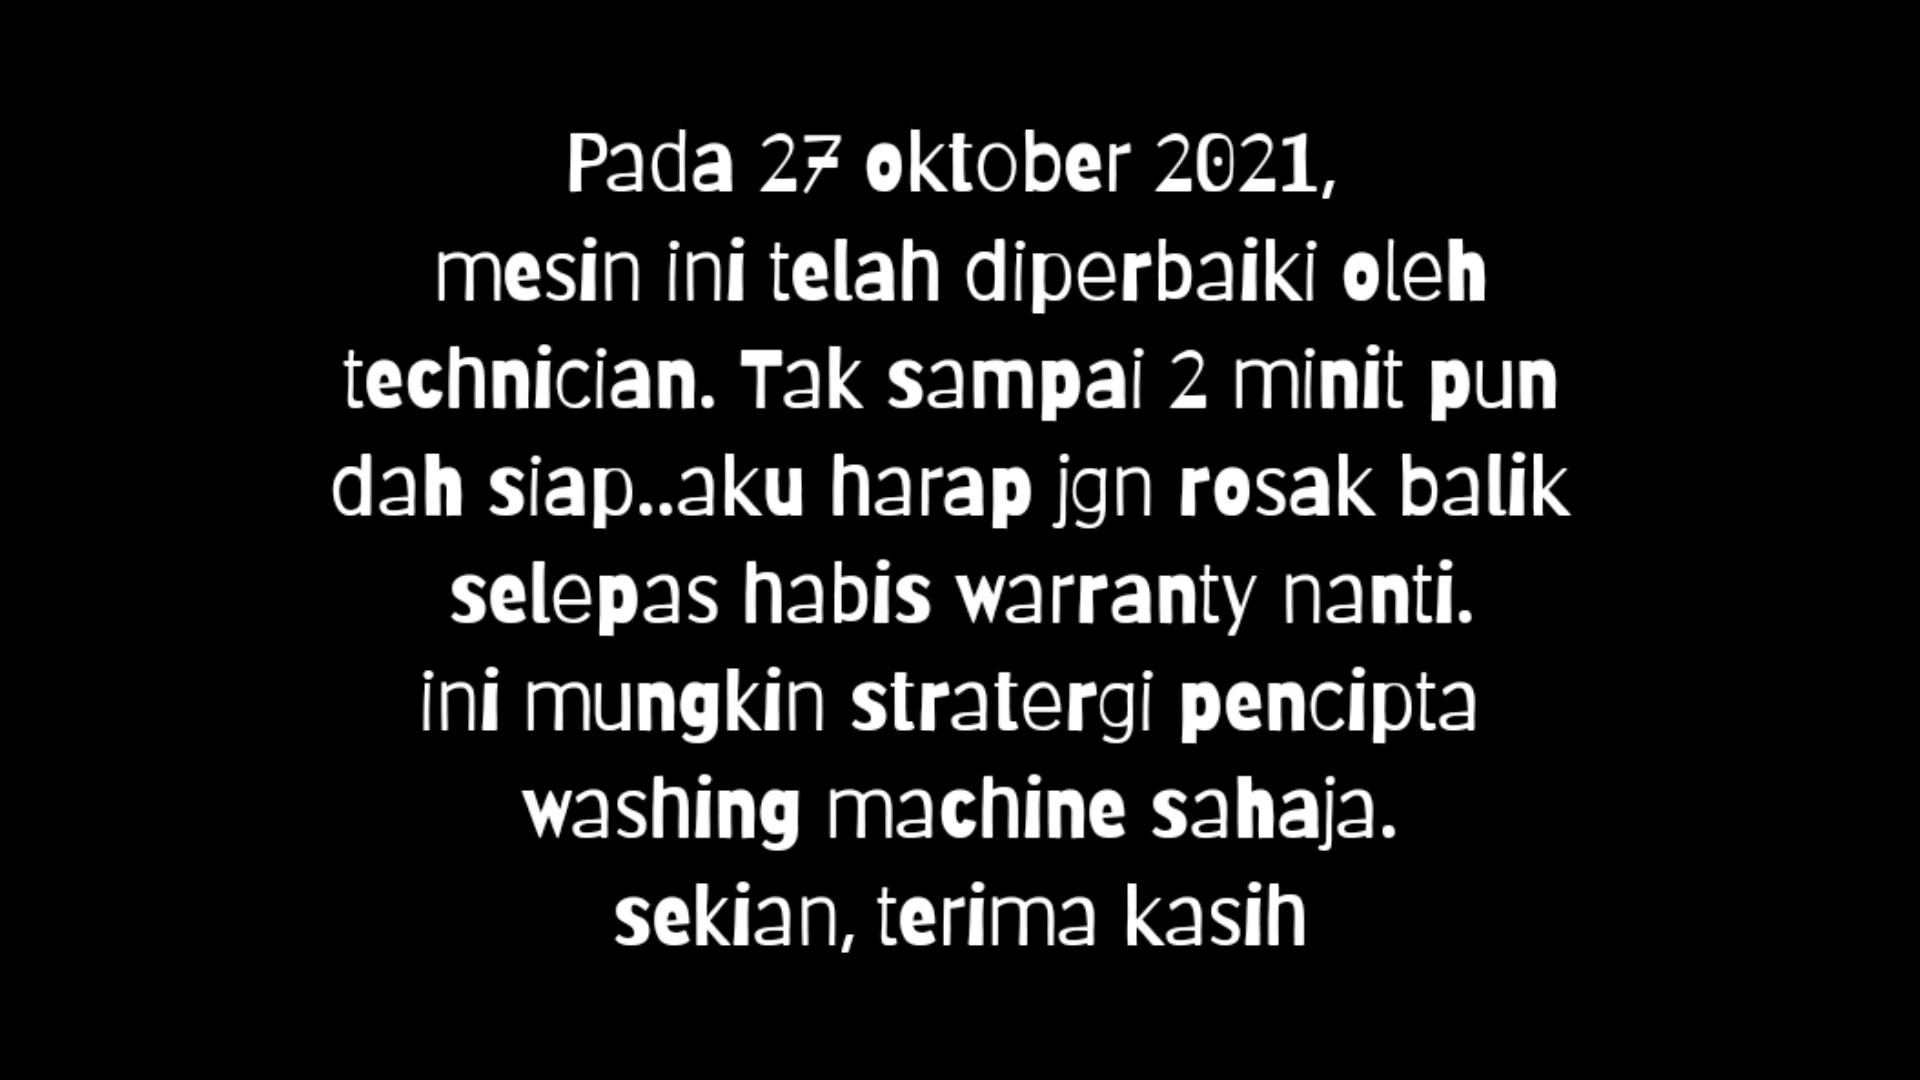 Pada 27 oktober 2021,
mesin ini telah diperbaiki oleh
technician. Tak sampai 2 minit pun
dah siap..aku harap jgn rosak balik
selepas habis warranty nanti.
ini mungkin stratergi pencipta
washing machine sahaja.
sekian, terima kasih